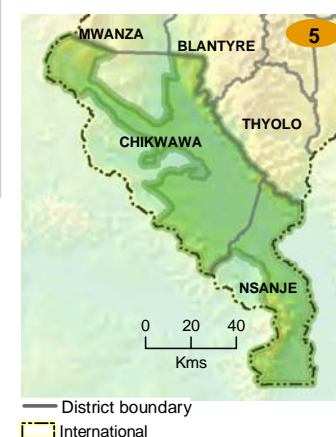 MWANZA
BLANTYRE
5
THYOLO
CHIKWAWA
NSANJE
0 20 40
Kms
District boundary
International